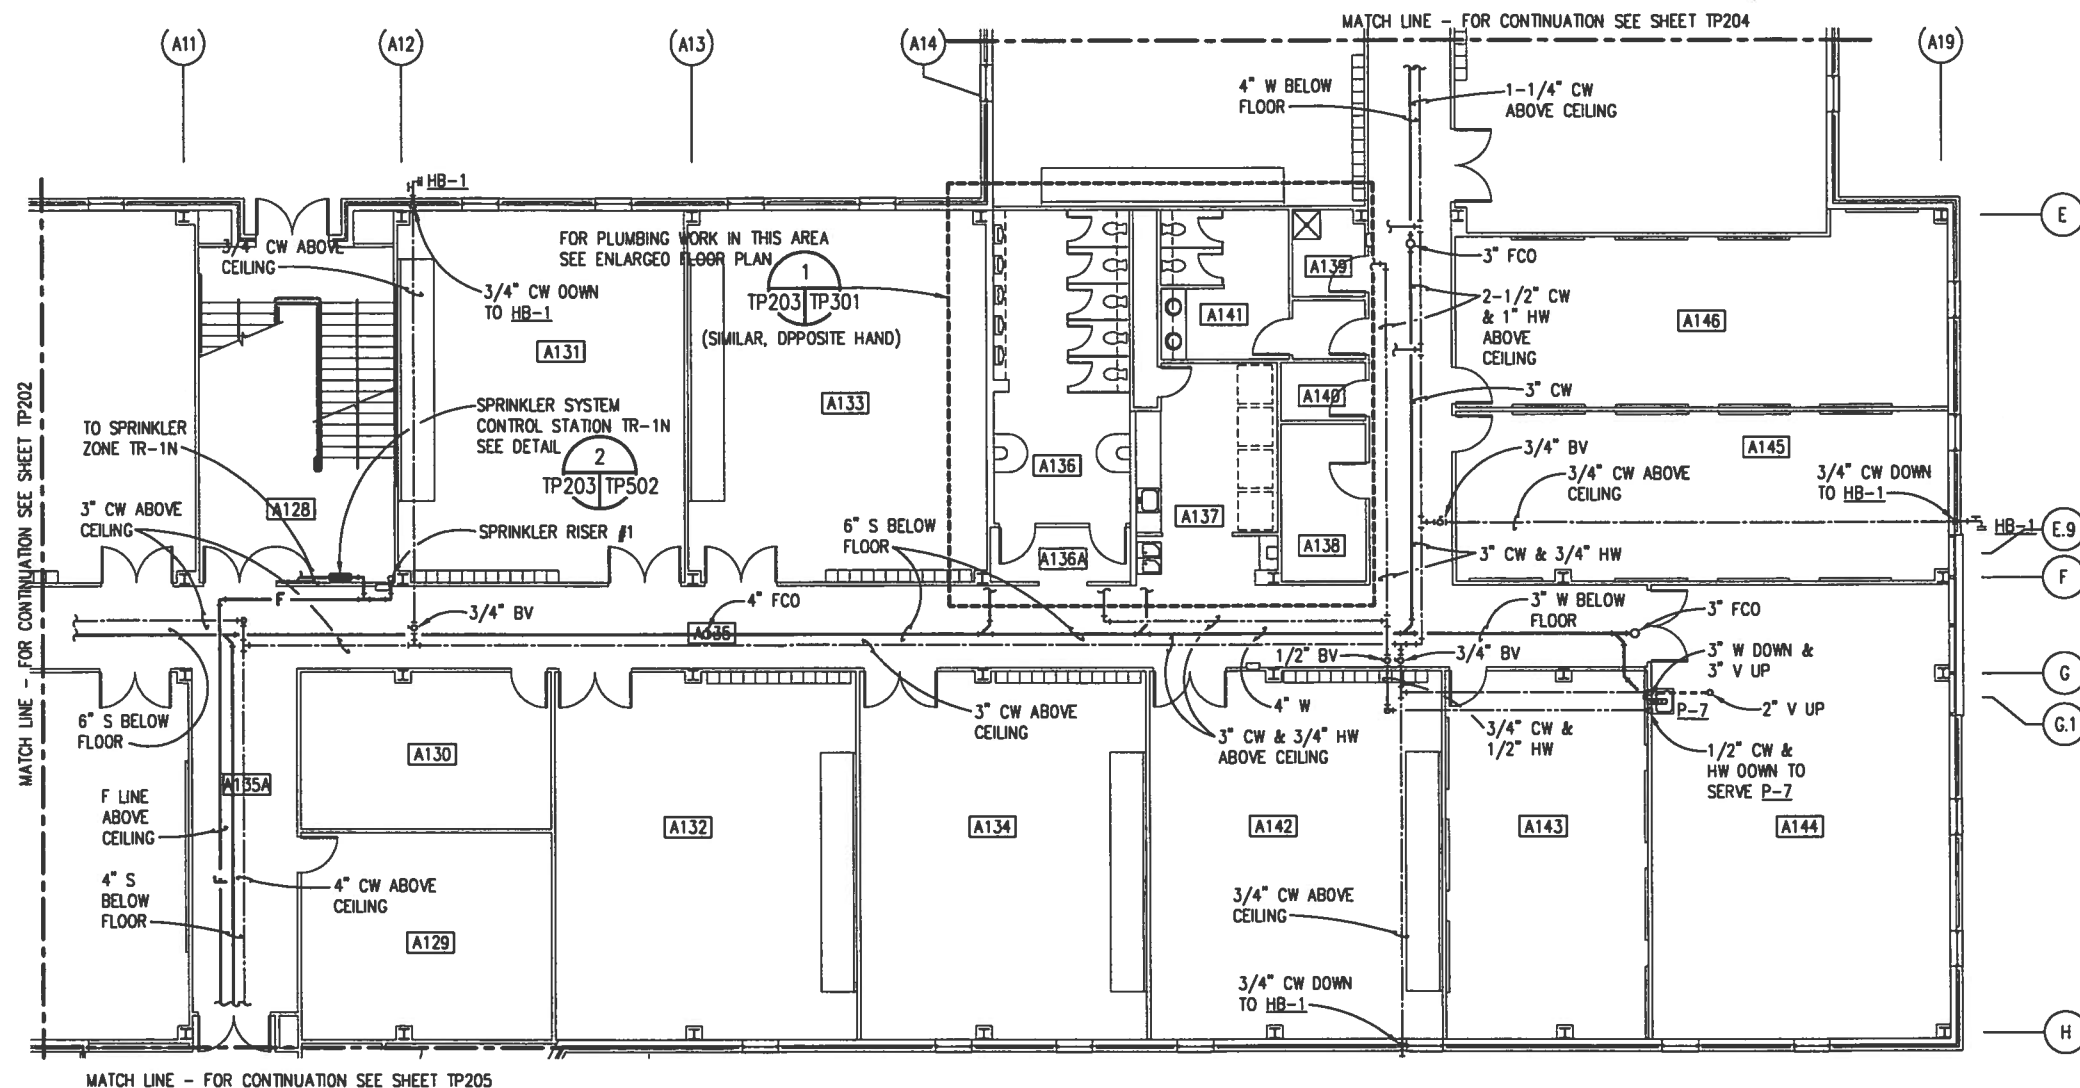 MATCH LINE - FOR CONTINUATION SEE SHEET TP204
A11
A12
A13
A14
A19
4" W BELOW
FLOOR
1-1/4" CW
ABOVE CEILING
HB-1
E
3/4" CW ABOVE
CEILING
FOR PLUMBING WORK IN THIS AREA
SEE ENLARGEO FLOOR PLAN
1
TP203 TP301
(SIMILAR, DPPOSITE HAND)
3/4" CW OOWN
TO HB-1
A131
A133
A139
A141
A140
3" FCO
2-1/2" CW
& 1" HW
ABOVE
CEILING
3" CW
A146
MATCH LINE - FOR CONTINUATION SEE SHEET TP202
TO SPRINKLER
ZONE TR-1N
SPRINKLER SYSTEM
CONTROL STATION TR-1N
SEE DETAIL
2
TP203 TP502
3" CW ABOVE
CEILING
A128
SPRINKLER RISER #1
6" S BELOW
FLOOR
A136
A137
A136A
A138
3/4" BV
3/4" CW ABOVE
CEILING
A145
3/4" CW DOWN
TO HB-1
HB-1
E.9
F
3" CW & 3/4" HW
F
3/4" BV
4" FCO
3" W BELOW
FLOOR
3" FCO
1/2" BV
3/4" BV
3" W DOWN &
3" V UP
G
6" S BELOW
FLOOR
3" CW ABOVE
CEILING
3" CW & 3/4" HW
ABOVE CEILING
4" W
3/4" CW &
1/2" HW
P-7
2" V UP
G.1
1/2" CW &
HW OOWN TO
SERVE P-7
A135A
A130
F LINE
ABOVE
CEILING
A132
A134
A142
A143
A144
4" S
BELOW
FLOOR
F
4" CW ABOVE
CEILING
A129
3/4" CW ABOVE
CEILING
3/4" CW DOWN
TO HB-1
H
MATCH LINE - FOR CONTINUATION SEE SHEET TP205